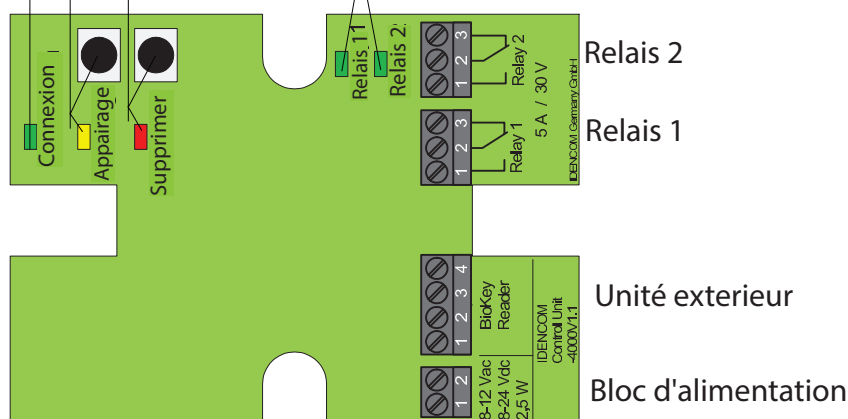 Connexion
Appairage
Supprimer
Relais 11
Relais 2
3
2
1
Relay 2
Relais 2
3
2
1
Relay 1
Relais 1
5 A / 30 V
IDENCOM Germany GmbH
4
3
2
1
BioKey
Reader
Unité exterieur
IDENCOM
Controll Unit
-4000V1.1
2
1
8-12 Vac
8-24 Vdc
2,5 W
Bloc d'alimentation